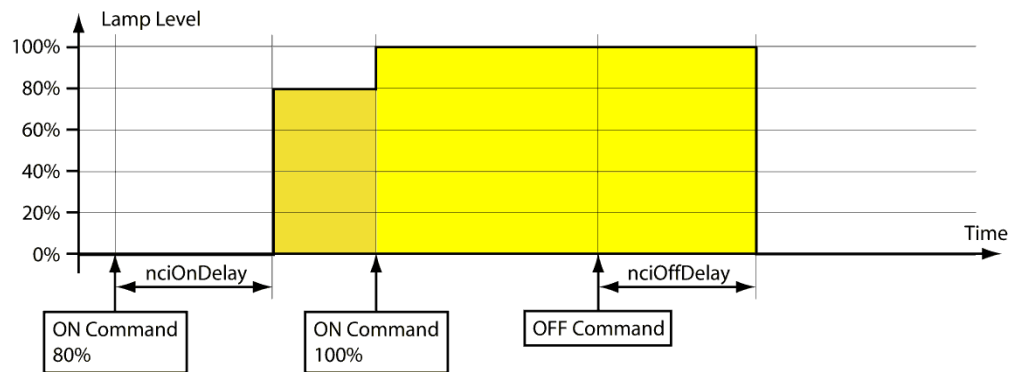 Lamp Level
100%
80%
60%
40%
20%
0%
Time
nciOnDelay
nciOffDelay
ON Command
80%
ON Command
100%
OFF Command